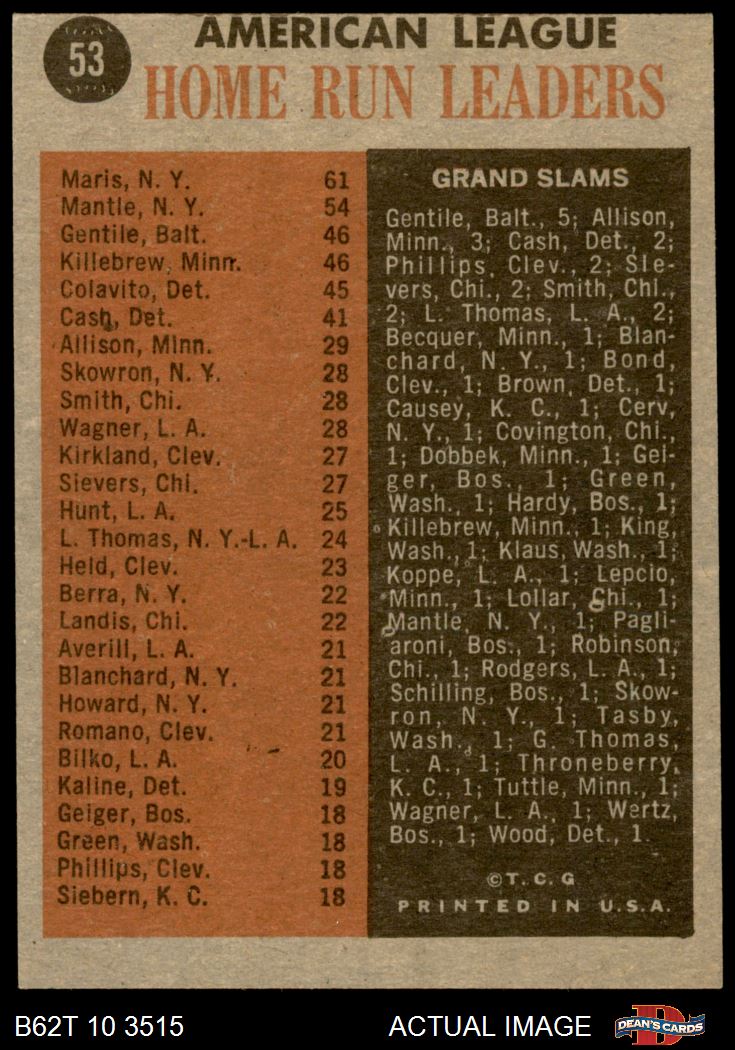 53
AMERICAN LEAGUE
HOME RUN LEADERS
Maris, N. Y. 61
Mantle, N. Y. 54
Gentile, Balt. 46
Killebrew, Minn. 46
Colavito, Det. 45
Cash, Det. 41
Allison, Minn. 29
Skowron, N. Y. 28
Smith, Chi. 28
Wagner, L. A. 28
Kirkland, Clev. 27
Sievers, Chi. 27
Hunt, L. A. 25
L. Thomas, N. Y.-L. A. 24
Held, Clev. 23
Berra, N. Y. 22
Landis, Chi. 22
Averill, L. A. 21
Blanchard, N. Y. 21
Howard, N. Y. 21
Romano, Clev. 21
Bilko, L. A. 20
Kaline, Det. 19
Geiger, Bos. 18
Green, Wash. 18
Phillips, Clev. 18
Siebern, K. C. 18
GRAND SLAMS
Gentile, Balt., 5; Allison,
Minn., 3; Cash, Det., 2;
Phillips, Clev., 2; Sie-
vers, Chi., 2; Smith, Chi.,
2; L. Thomas, L. A., 2;
Becquer, Minn., 1; Blan-
chard, N. Y., 1; Bond,
Clev., 1; Brown, Det., 1;
Causey, K. C., 1; Cerv,
N. Y., 1; Covington, Chi.,
1; Dobbek, Minn., 1; Gei-
ger, Bos., 1; Green,
Wash., 1; Hardy, Bos., 1;
Killebrew, Minn., 1; King,
Wash., 1; Klaus, Wash., 1;
Koppe, L. A., 1; Lepcio,
Minn., 1; Lollar, Chi., 1;
Mantle, N. Y., 1; Pagli-
aroni, Bos., 1; Robinson,
Chi., 1; Rodgers, L. A., 1;
Schilling, Bos., 1; Skow-
ron, N. Y., 1; Tasby,
Wash., 1; G. Thomas,
L. A., 1; Throneberry,
K. C., 1; Tuttle, Minn., 1;
Wagner, L. A., 1; Wertz,
Bos., 1; Wood, Det., 1.
© T. C. G
PRINTED IN U.S.A.
B62T 10 3515 ACTUAL IMAGE
D
DEAN'S CARDS